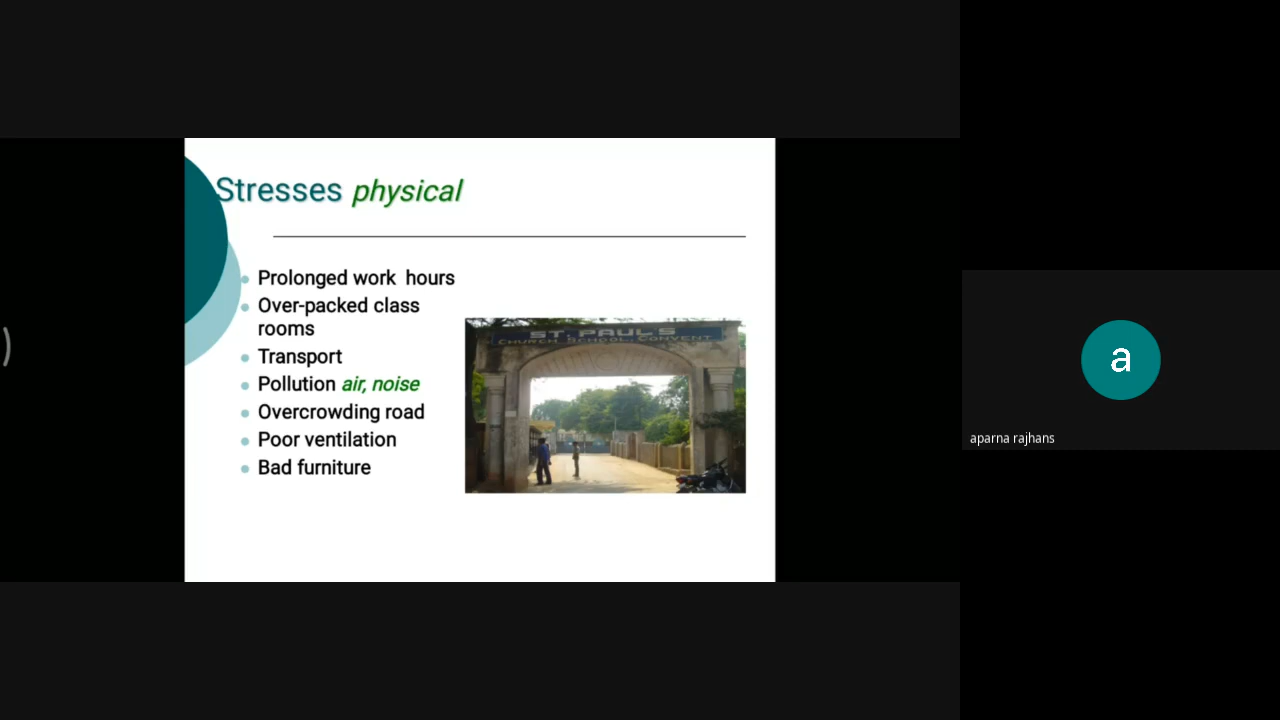 Stresses physical
Prolonged work hours
Over-packed class
rooms
Transport
Pollution air, noise
Overcrowding road
Poor ventilation
Bad furniture
ST. PAUL'S
CHURCH SCHOOL, CONVENT
a
aparna rajhans